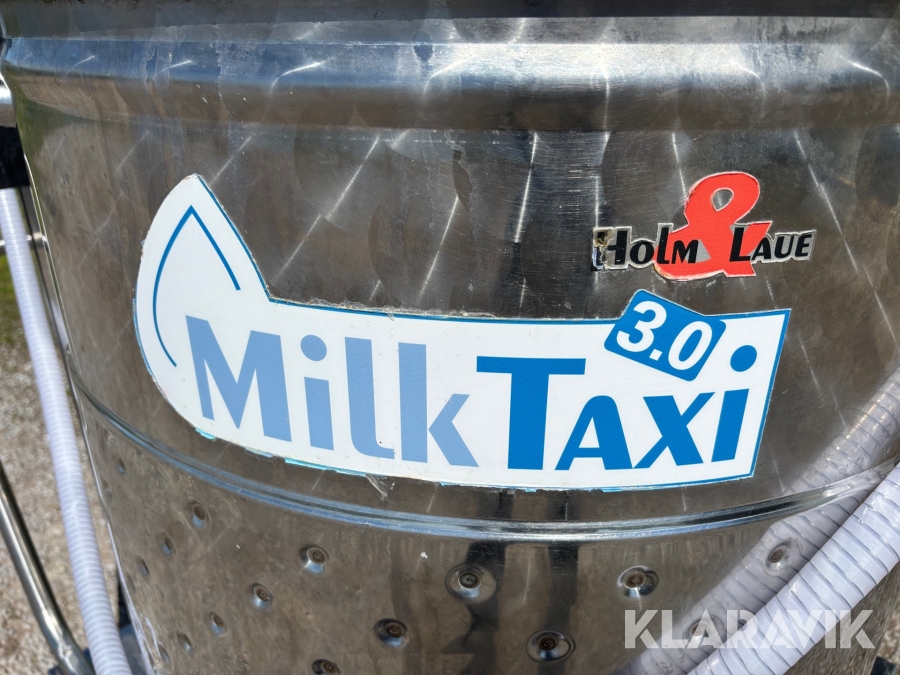 Holm & Laue
3.0
MilkTaxi
KLARAVIK